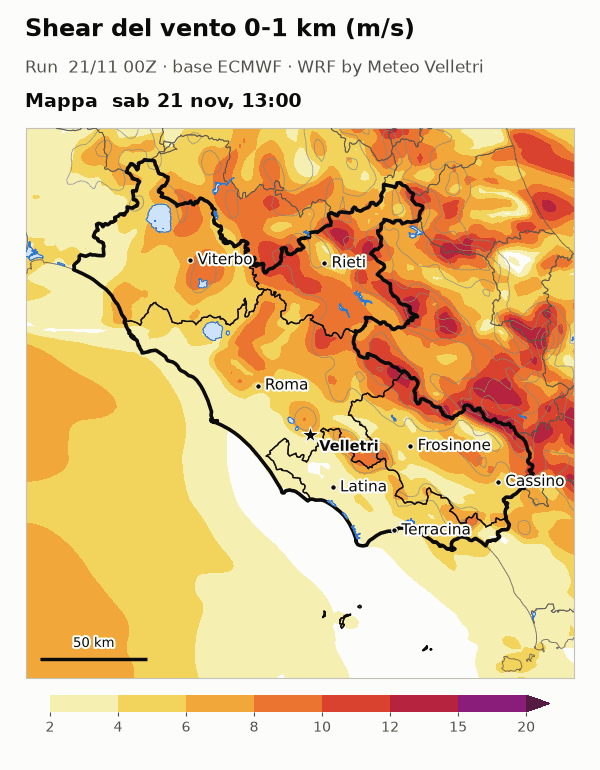 Shear del vento 0-1 km (m/s)
Run  21/11 00Z · base ECMWF · WRF by Meteo Velletri
Mappa  sab 21 nov, 13:00
Viterbo
Rieti
Roma
Velletri
Frosinone
Latina
Cassino
Terracina
50 km
2 4 6 8 10 12 15 20